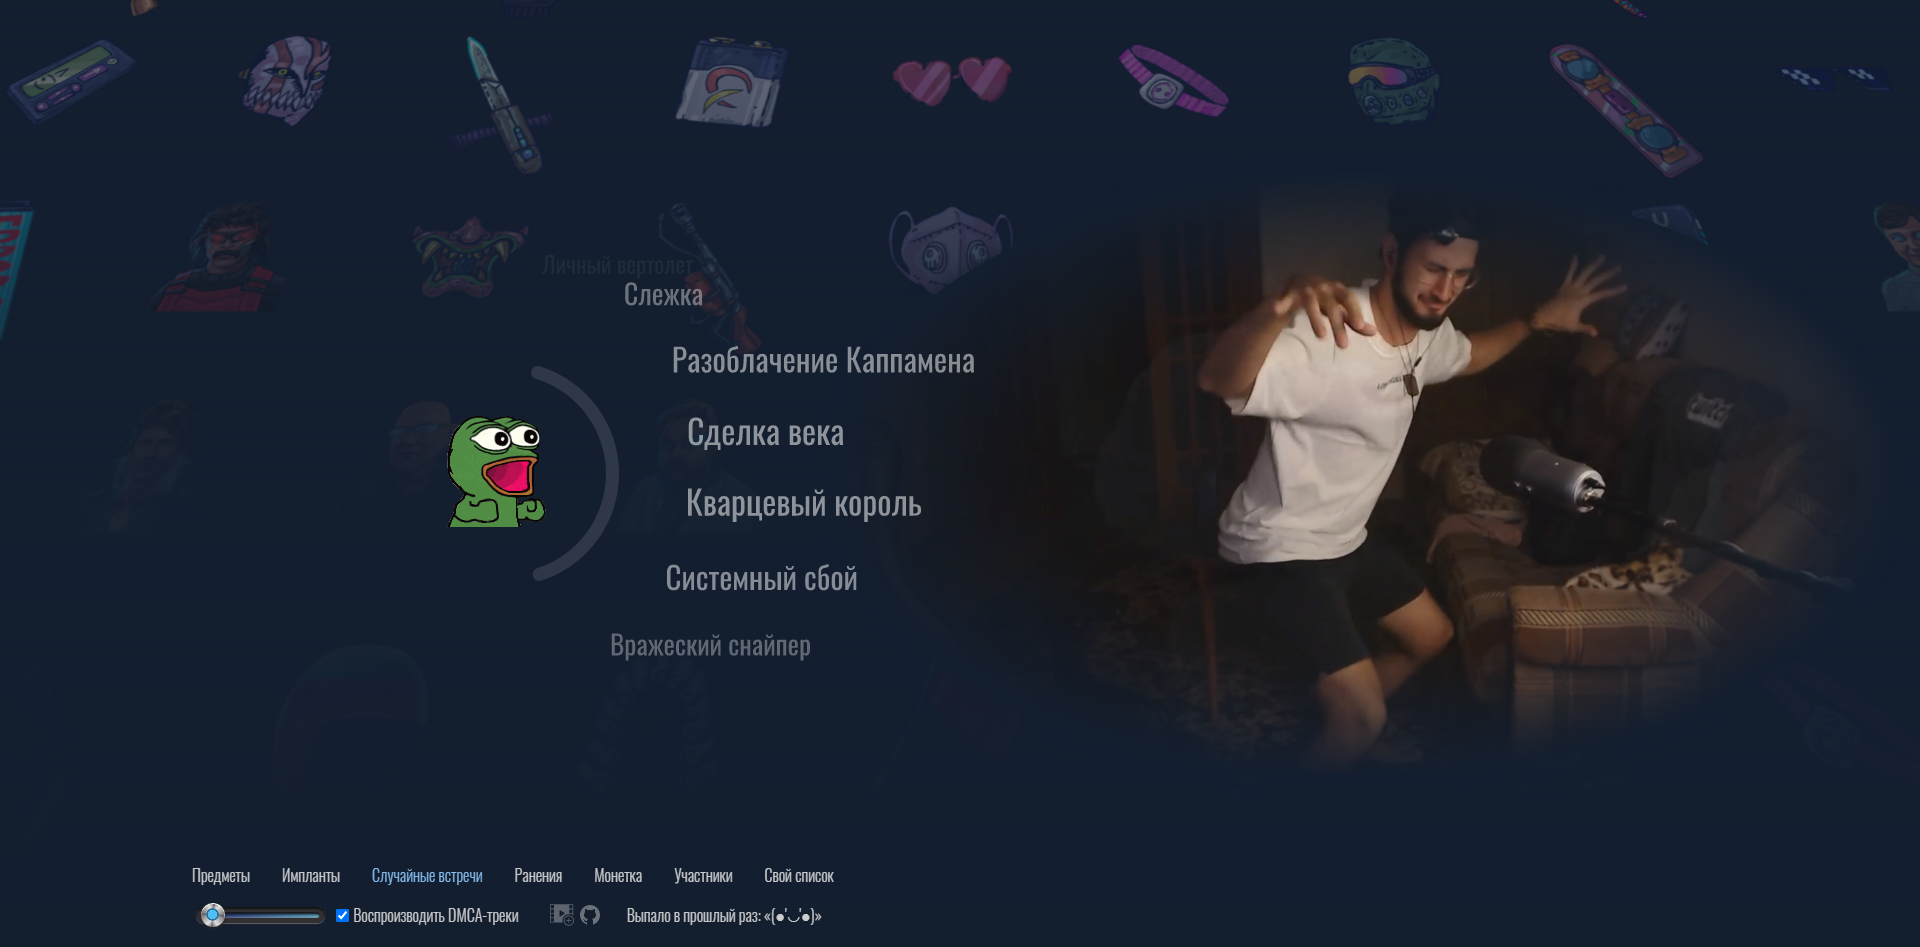 Личный вертолет
Слежка
Разоблачение Каппамена
Сделка века
Кварцевый король
Системный сбой
Вражеский снайпер
Предметы Импланты Случайные встречи Ранения Монетка Участники Свой список
Воспроизводить DMCA-треки Выпало в прошлый раз: «(●'◡'●)»